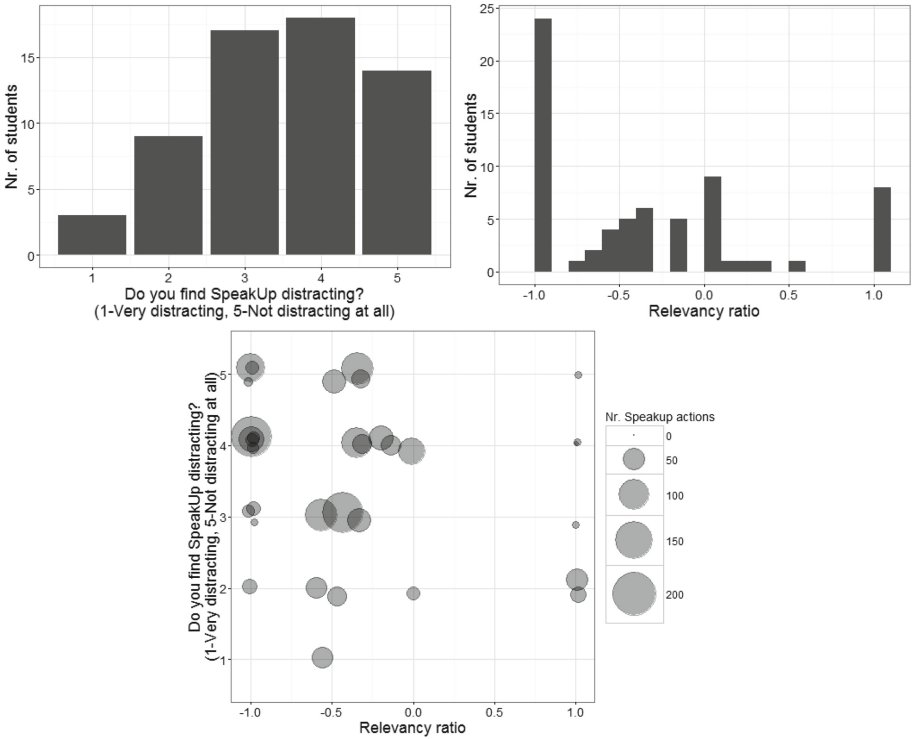 Nr. of students
15
10
5
0
1 2 3 4 5
Do you find SpeakUp distracting?
(1-Very distracting, 5-Not distracting at all)
Nr. of students
25
20
15
10
5
0
-1.0 -0.5 0.0 0.5 1.0
Relevancy ratio
Do you find SpeakUp distracting?
(1-Very distracting, 5-Not distracting at all)
5
4
3
2
1
-1.0 -0.5 0.0 0.5 1.0
Relevancy ratio
Nr. Speakup actions
0
50
100
150
200